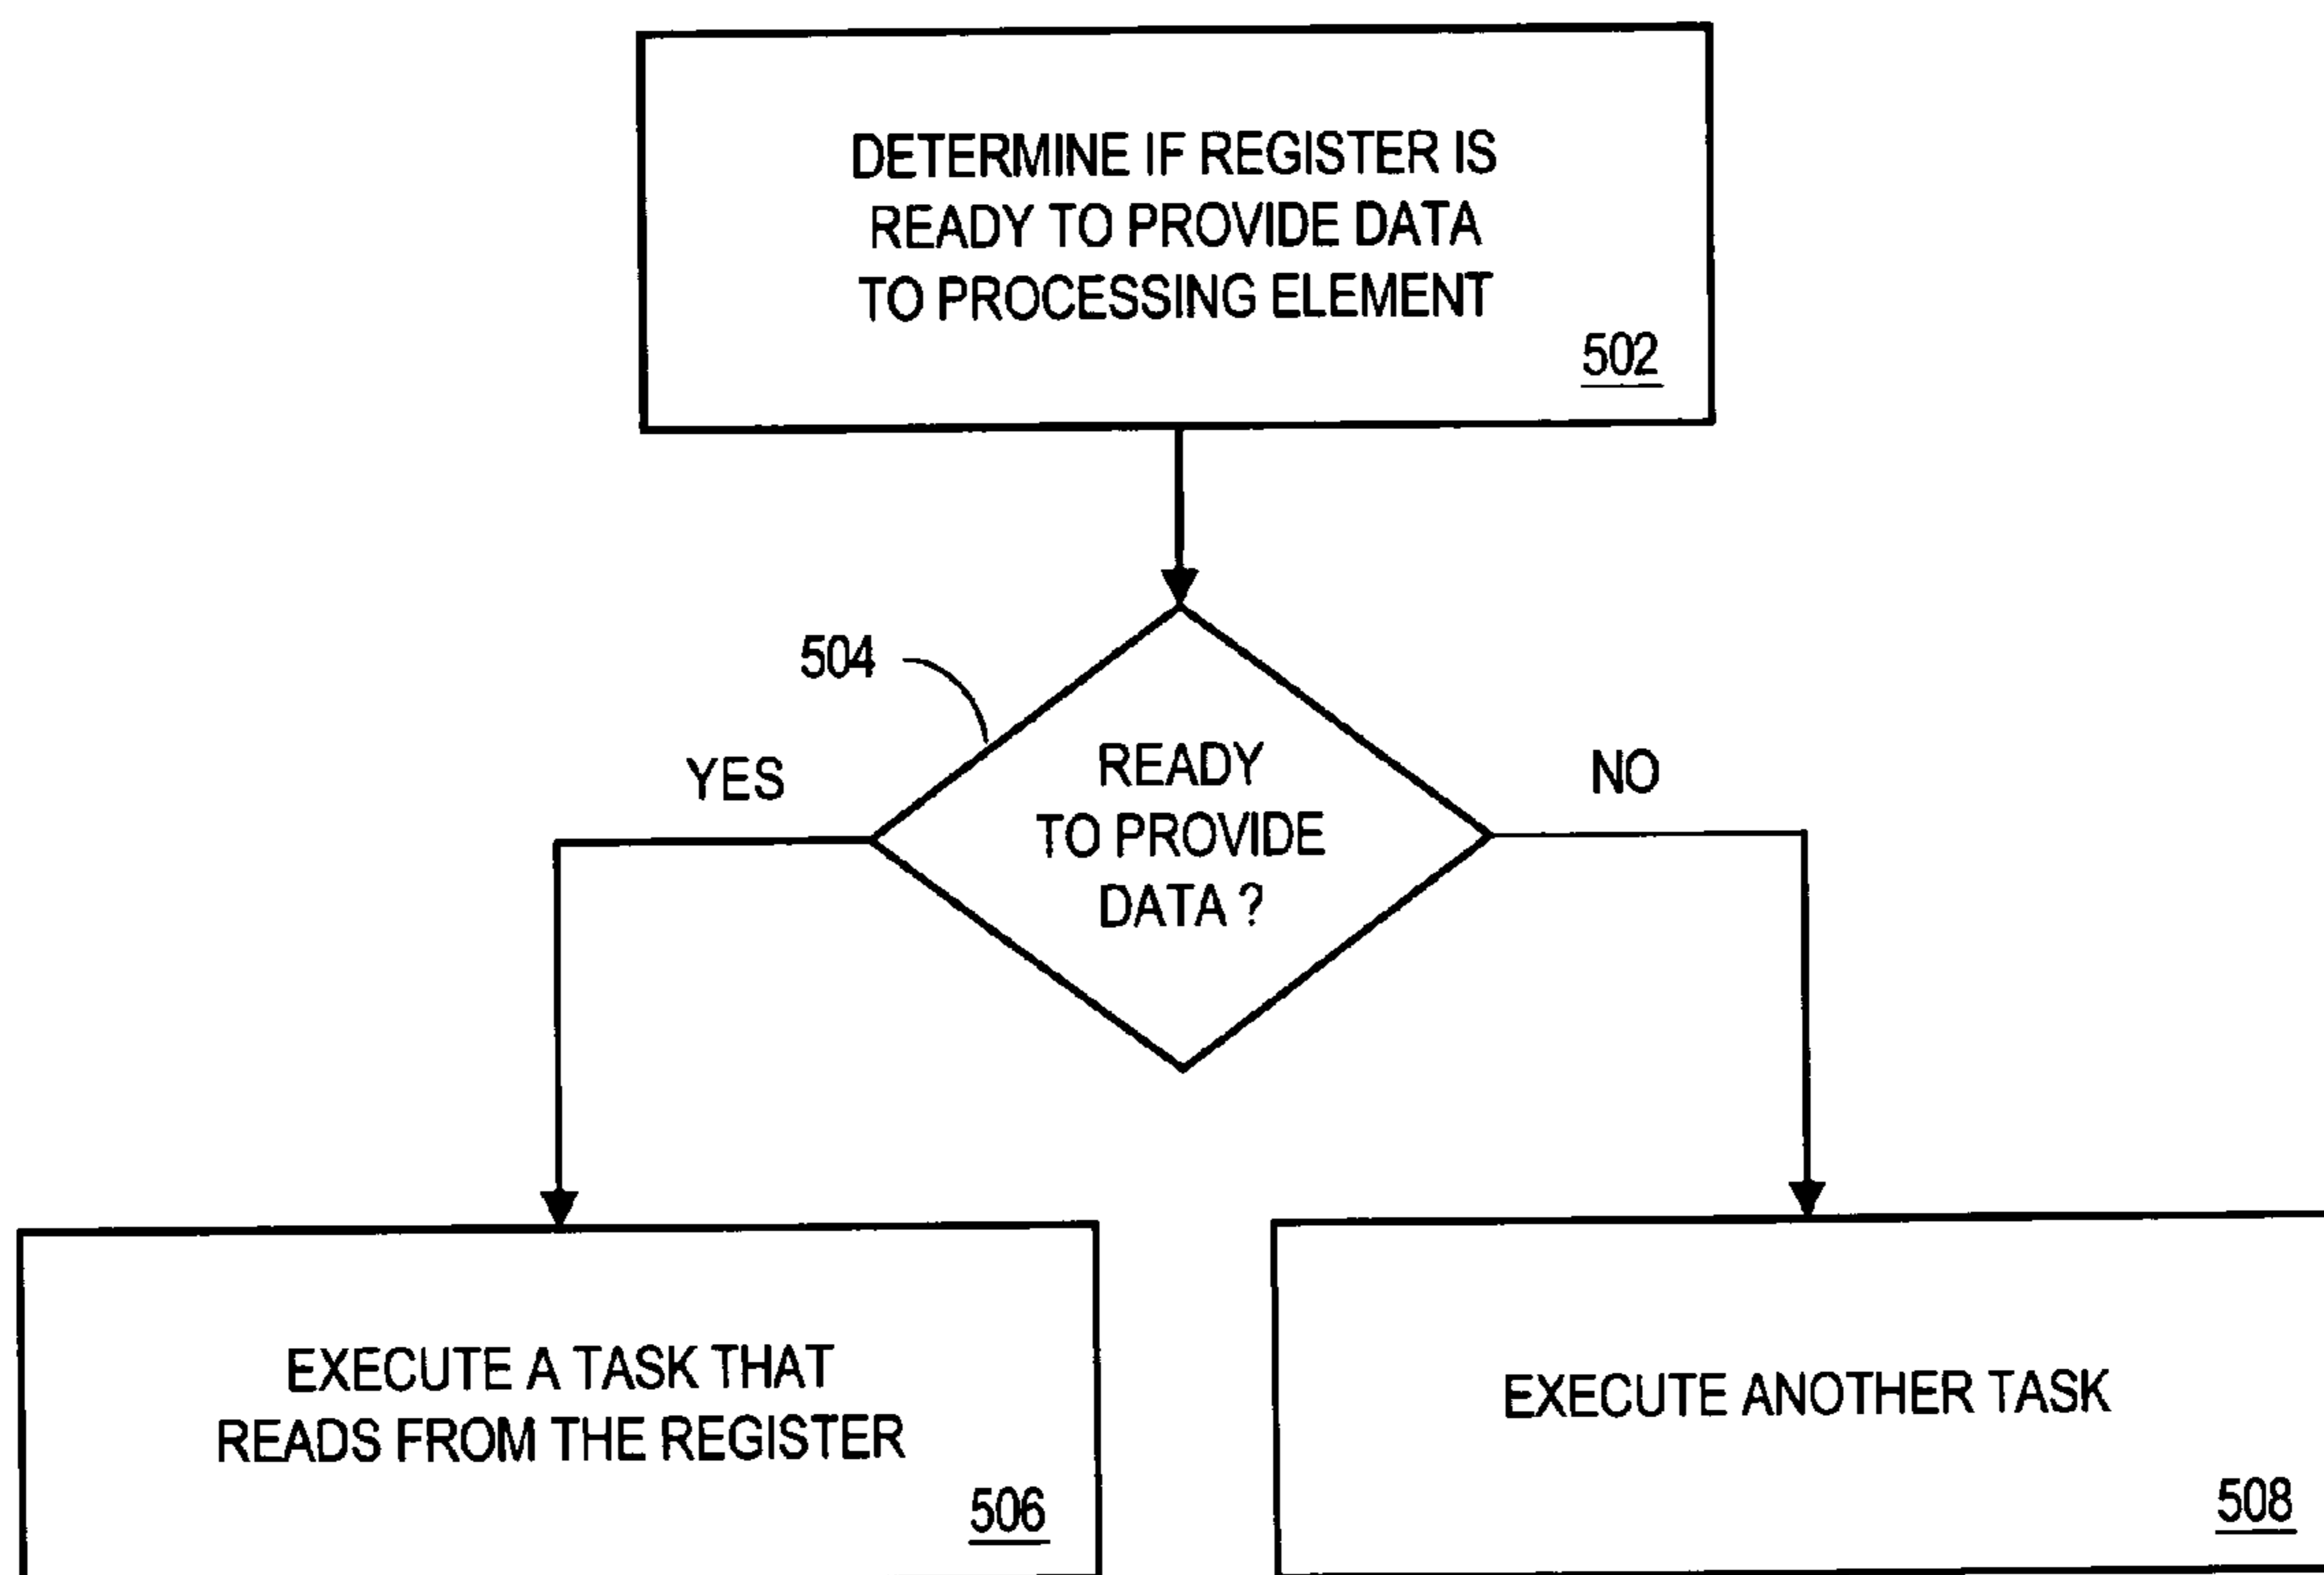 DETERMINE IF REGISTER IS
READY TO PROVIDE DATA
TO PROCESSING ELEMENT
502
504
YES
READY
TO PROVIDE
DATA ?
NO
EXECUTE A TASK THAT
READS FROM THE REGISTER
506
EXECUTE ANOTHER TASK
508